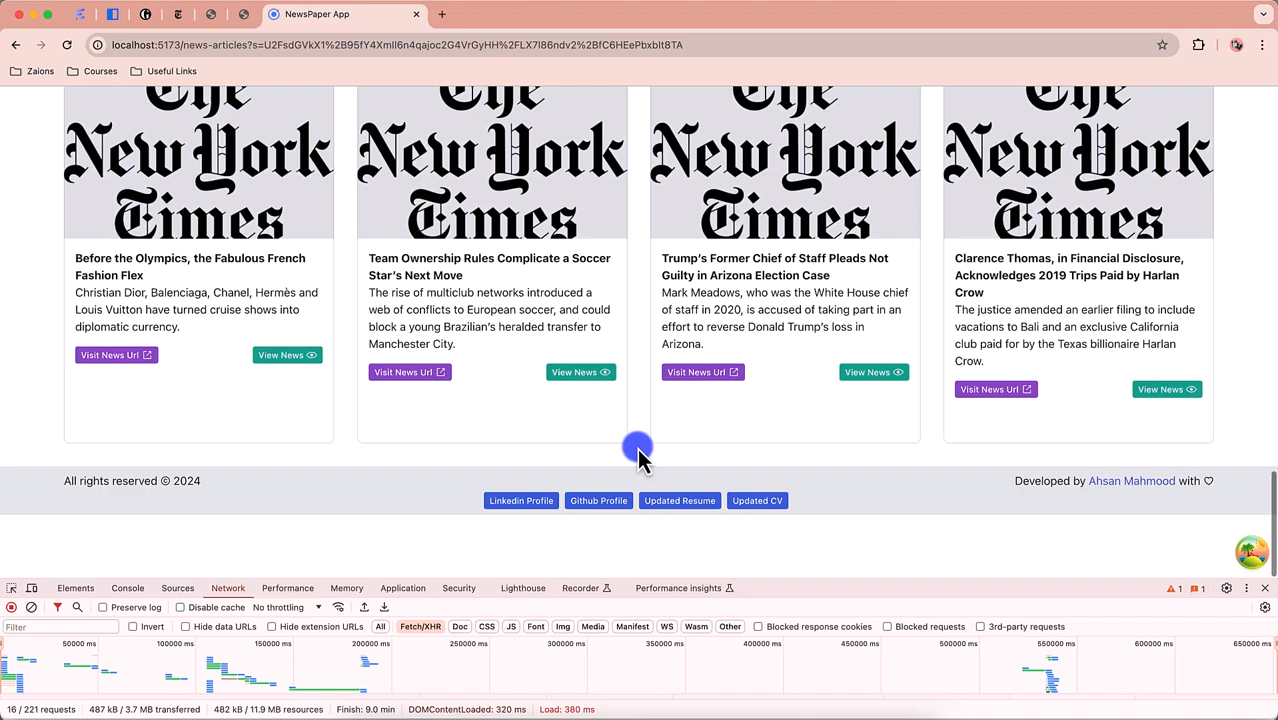 NewsPaper App
localhost:5173/news-articles?s=U2FsdGVkX1%2B95fY4XmIl6n4qajoc2G4VrGyHH%2FLX7I86ndv2%2BfC6HEePbxbIt8TA
Zaions Courses Useful Links
The The The The
New York New York New York New York
Times Times Times Times
Before the Olympics, the Fabulous French
Fashion Flex
Christian Dior, Balenciaga, Chanel, Hermès and
Louis Vuitton have turned cruise shows into
diplomatic currency.
Visit News Url View News
Team Ownership Rules Complicate a Soccer
Star's Next Move
The rise of multiclub networks introduced a
web of conflicts to European soccer, and could
block a young Brazilian's heralded transfer to
Manchester City.
Visit News Url View News
Trump's Former Chief of Staff Pleads Not
Guilty in Arizona Election Case
Mark Meadows, who was the White House chief
of staff in 2020, is accused of taking part in an
effort to reverse Donald Trump's loss in
Arizona.
Visit News Url View News
Clarence Thomas, in Financial Disclosure,
Acknowledges 2019 Trips Paid by Harlan
Crow
The justice amended an earlier filing to include
vacations to Bali and an exclusive California
club paid for by the Texas billionaire Harlan
Crow.
Visit News Url View News
All rights reserved © 2024
Developed by Ahsan Mahmood with ♡
Linkedin Profile Github Profile Updated Resume Updated CV
Elements Console Sources Network Performance Memory Application Security Lighthouse Recorder Performance insights 1 1
Preserve log Disable cache No throttling
Filter Invert Hide data URLs Hide extension URLs All Fetch/XHR Doc CSS JS Font Img Media Manifest WS Wasm Other Blocked response cookies Blocked requests 3rd-party requests
50000 ms 100000 ms 150000 ms 200000 ms 250000 ms 300000 ms 350000 ms 400000 ms 450000 ms 500000 ms 550000 ms 600000 ms 650000 ms
16 / 221 requests 487 kB / 3.7 MB transferred 482 kB / 11.9 MB resources Finish: 9.0 min DOMContentLoaded: 320 ms Load: 380 ms